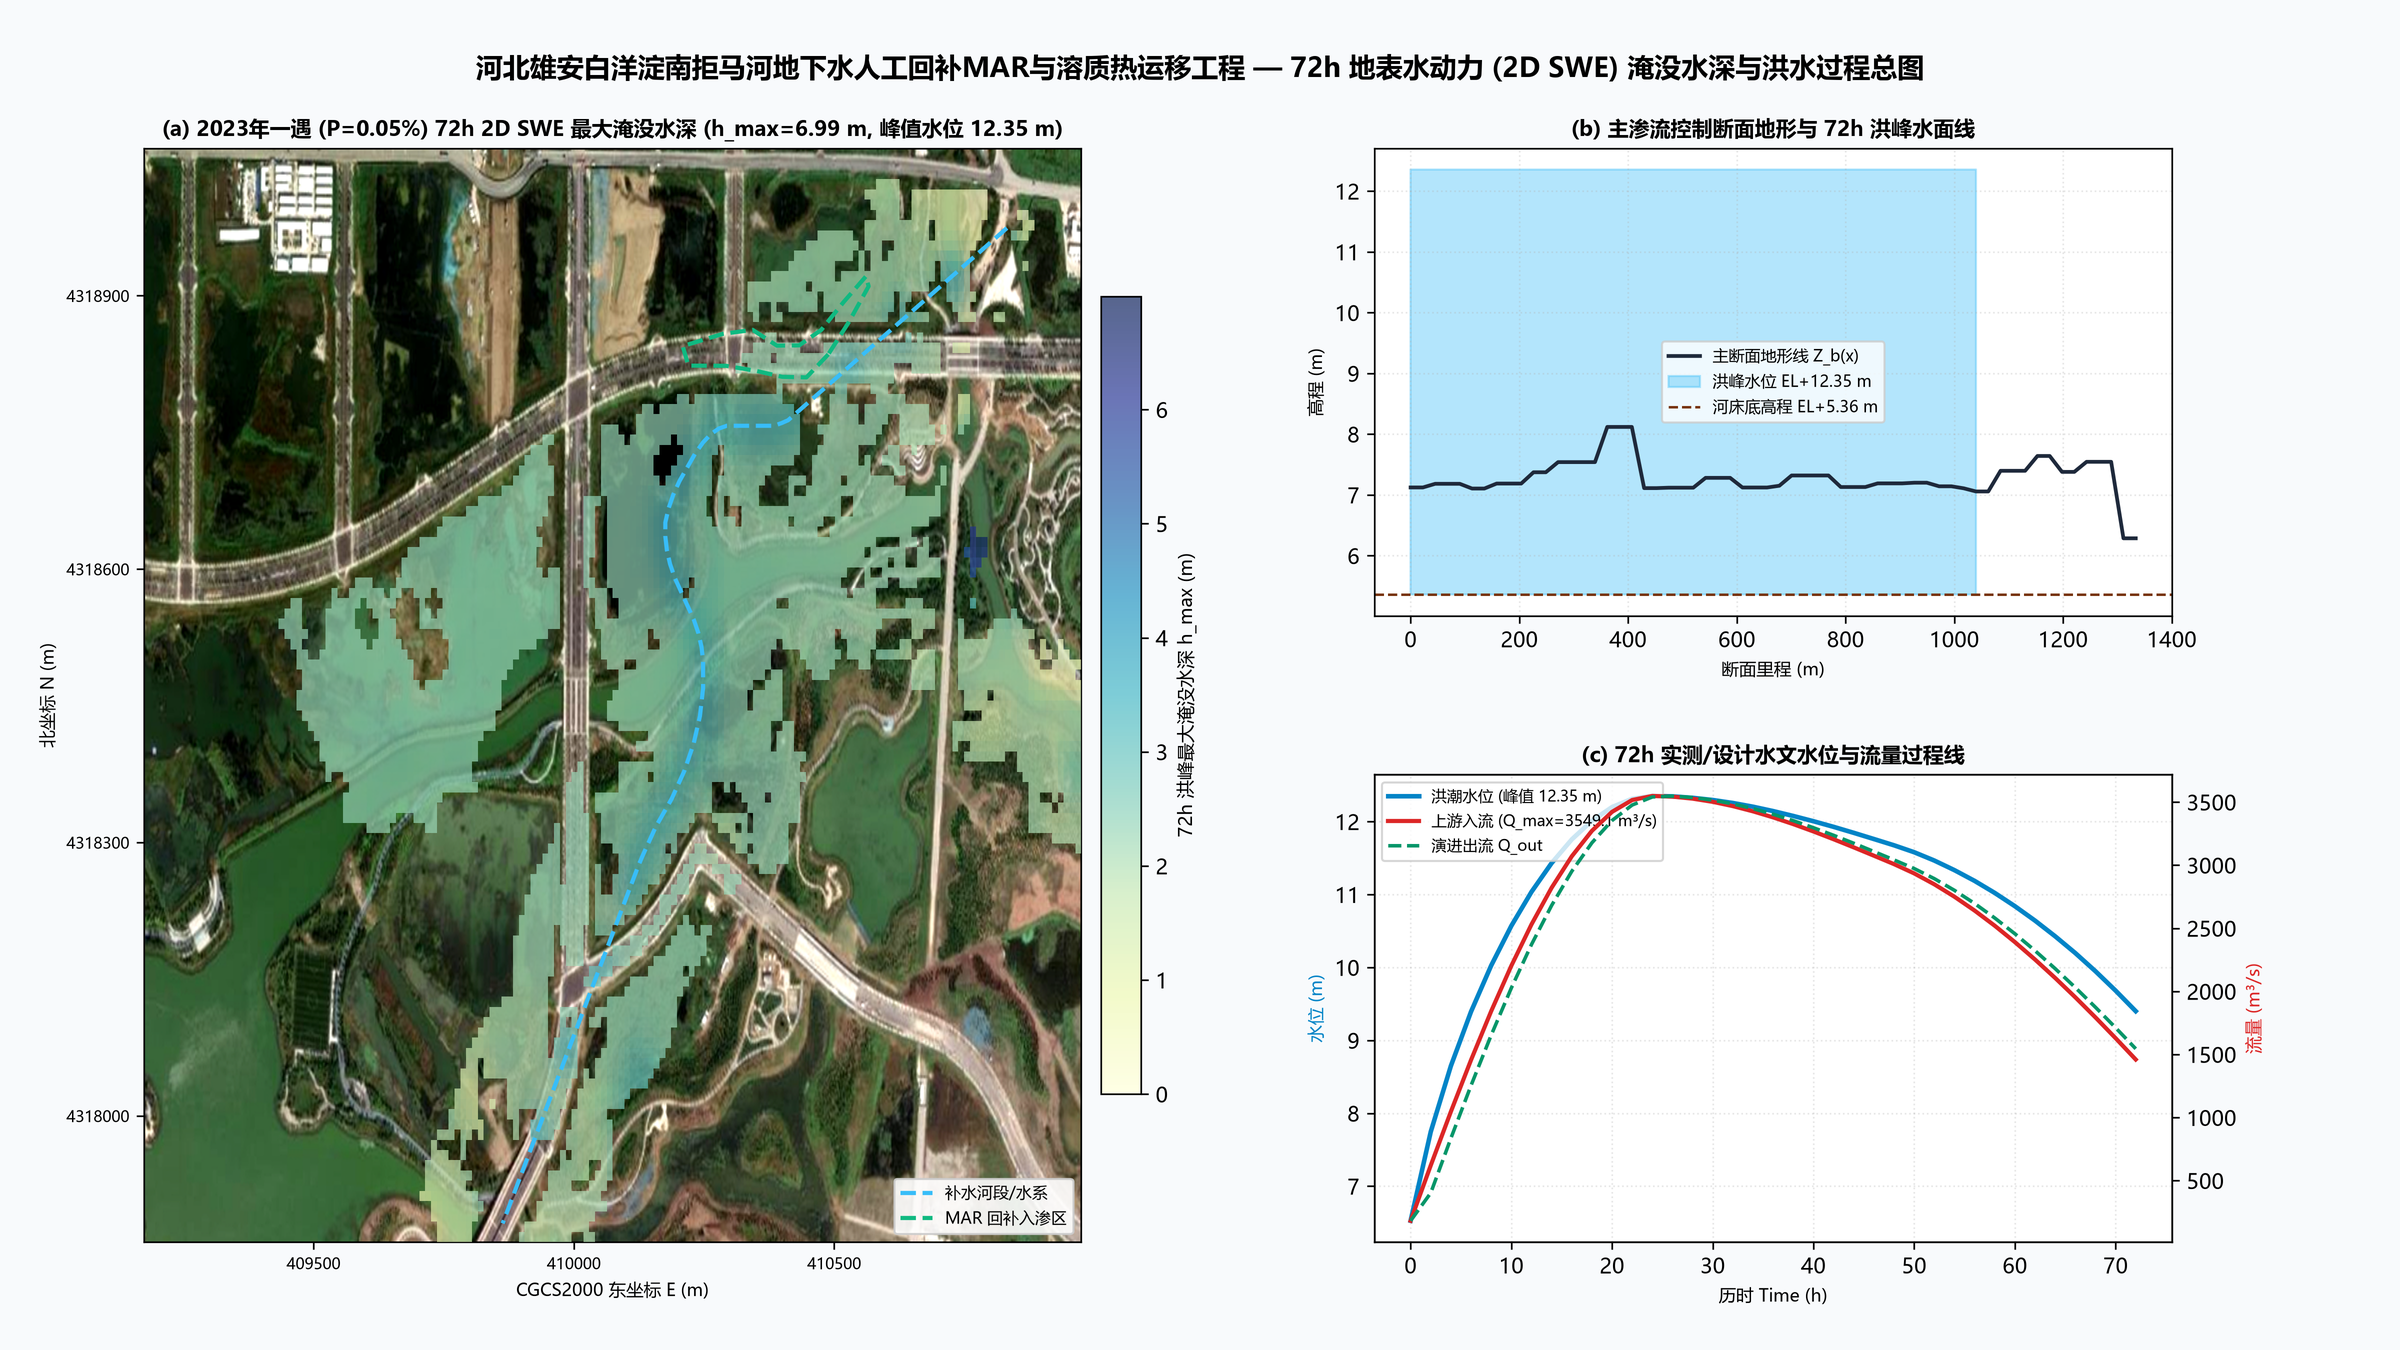 河北雄安白洋淀南拒马河地下水人工回补MAR与溶质热运移工程 — 72h 地表水动力 (2D SWE) 淹没水深与洪水过程总图
(a) 2023年一遇 (P=0.05%) 72h 2D SWE 最大淹没水深 (h_max=6.99 m, 峰值水位 12.35 m)
北坐标 N (m)
4318900
4318600
4318300
4318000
409500
410000
410500
CGCS2000 东坐标 E (m)
补水河段/水系
MAR 回补入渗区
6
5
4
3
2
1
0
72h 洪峰最大淹没水深 h_max (m)
(b) 主渗流控制断面地形与 72h 洪峰水面线
高程 (m)
12
11
10
9
8
7
6
主断面地形线 Z_b(x)
洪峰水位 EL+12.35 m
河床底高程 EL+5.36 m
0
200
400
600
800
1000
1200
1400
断面里程 (m)
(c) 72h 实测/设计水文水位与流量过程线
洪潮水位 (峰值 12.35 m)
上游入流 (Q_max=3549.1 m³/s)
演进出流 Q_out
水位 (m)
12
11
10
9
8
7
3500
3000
2500
2000
1500
1000
500
流量 (m³/s)
0
10
20
30
40
50
60
70
历时 Time (h)